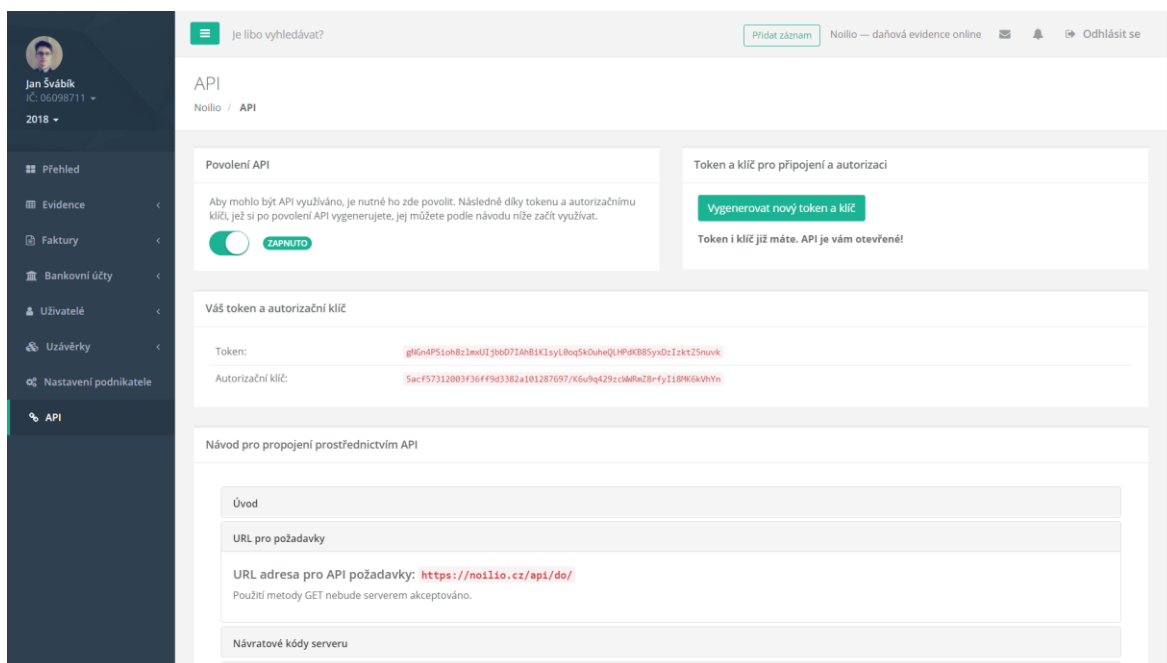 Je libo vyhledávat?
Přidat záznam
Noilio — daňová evidence online
Odhlásit se
Jan Švábík
IČ: 06098711
2018
Přehled
Evidence
Faktury
Bankovní účty
Uživatelé
Uzávěrky
Nastavení podnikatele
API
API
Noilio / API
Povolení API
Aby mohlo být API využíváno, je nutné ho zde povolit. Následně díky tokenu a autorizačnímu
klíči, jež si po povolení API vygenerujete, jej můžete podle návodu níže začít využívat.
ZAPNUTO
Token a klíč pro připojení a autorizaci
Vygenerovat nový token a klíč
Token i klíč již máte. API je vám otevřené!
Váš token a autorizační klíč
Token:
Autorizační klíč:
Návod pro propojení prostřednictvím API
Úvod
URL pro požadavky
URL adresa pro API požadavky: https://noilio.cz/api/do/
Použití metody GET nebude serverem akceptováno.
Návratové kódy serveru